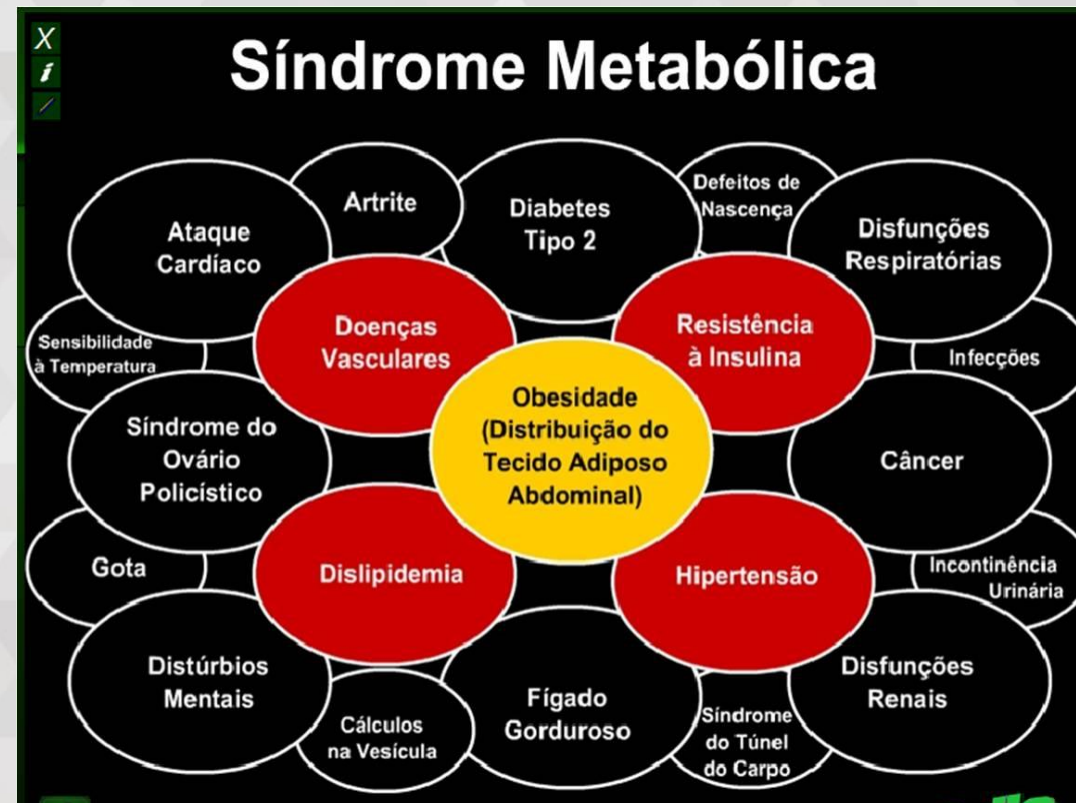 X
i
Síndrome Metabólica
Artrite
Diabetes
Tipo 2
Defeitos de
Nascença
Ataque
Cardíaco
Disfunções
Respiratórias
Doenças
Vasculares
Resistência
à Insulina
Sensibilidade
à Temperatura
Infecções
Obesidade
(Distribuição do
Tecido Adiposo
Abdominal)
Síndrome do
Ovário
Policístico
Câncer
Gota
Dislipidemia
Hipertensão
Incontinência
Urinária
Distúrbios
Mentais
Cálculos
na Vesícula
Fígado
Gorduroso
Síndrome
do Túnel
do Carpo
Disfunções
Renais